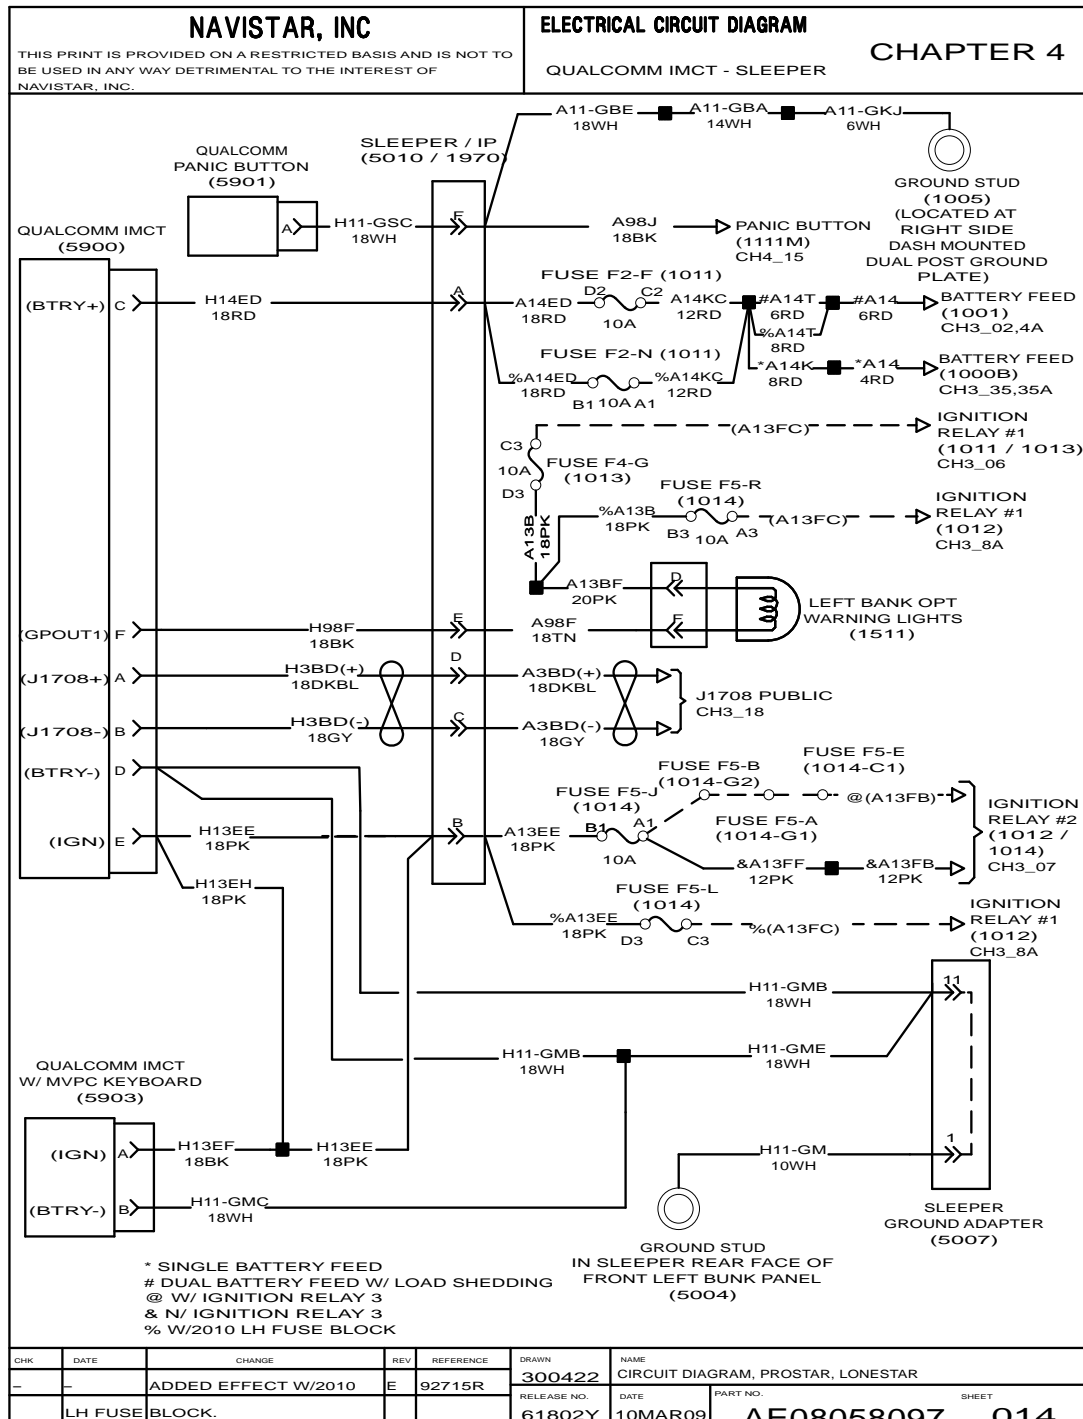 NAVISTAR, INC
THIS PRINT IS PROVIDED ON A RESTRICTED BASIS AND IS NOT TO
BE USED IN ANY WAY DETRIMENTAL TO THE INTEREST OF
NAVISTAR, INC.
ELECTRICAL CIRCUIT DIAGRAM
QUALCOMM IMCT - SLEEPER
CHAPTER 4
A11-GBE
18WH
A11-GBA
14WH
A11-GKJ
6WH
GROUND STUD
(1005)
(LOCATED AT
RIGHT SIDE
DASH MOUNTED
DUAL POST GROUND
PLATE)
SLEEPER / IP
(5010 / 1970)
QUALCOMM
PANIC BUTTON
(5901)
A
H11-GSC
18WH
F
A98J
18BK
PANIC BUTTON
(1111M)
CH4_15
QUALCOMM IMCT
(5900)
(BTRY+) C
H14ED
18RD
A
FUSE F2-F (1011)
A14ED
18RD
D2
C2
10A
A14KC
12RD
#A14T
6RD
%A14T
8RD
#A14
6RD
BATTERY FEED
(1001)
CH3_02,4A
FUSE F2-N (1011)
%A14ED
18RD
B1 10A A1
%A14KC
12RD
*A14K
8RD
*A14
4RD
BATTERY FEED
(1000B)
CH3_35,35A
C3
10A
D3
FUSE F4-G
(1013)
(A13FC)
IGNITION
RELAY #1
(1011 / 1013)
CH3_06
A13B
18PK
%A13B
18PK
FUSE F5-R
(1014)
B3 10A A3
(A13FC)
IGNITION
RELAY #1
(1012)
CH3_8A
A13BF
20PK
D
F
LEFT BANK OPT
WARNING LIGHTS
(1511)
(GPOUT1) F
H98F
18BK
E
A98F
18TN
(J1708+) A
H3BD(+)
18DKBL
D
A3BD(+)
18DKBL
J1708 PUBLIC
CH3_18
(J1708-) B
H3BD(-)
18GY
C
A3BD(-)
18GY
(BTRY-) D
(IGN) E
H13EE
18PK
B
A13EE
18PK
FUSE F5-J
(1014)
B1
A1
10A
FUSE F5-B
(1014-G2)
FUSE F5-E
(1014-C1)
@(A13FB)
FUSE F5-A
(1014-G1)
&A13FF
12PK
&A13FB
12PK
IGNITION
RELAY #2
(1012 /
1014)
CH3_07
H13EH
18PK
FUSE F5-L
(1014)
%A13EE
18PK
D3
C3
%(A13FC)
IGNITION
RELAY #1
(1012)
CH3_8A
H11-GMB
18WH
11
H11-GMB
18WH
H11-GME
18WH
QUALCOMM IMCT
W/ MVPC KEYBOARD
(5903)
(IGN) A
H13EF
18BK
H13EE
18PK
H11-GM
10WH
1
(BTRY-) B
H11-GMC
18WH
SLEEPER
GROUND ADAPTER
(5007)
GROUND STUD
IN SLEEPER REAR FACE OF
FRONT LEFT BUNK PANEL
(5004)
* SINGLE BATTERY FEED
# DUAL BATTERY FEED W/ LOAD SHEDDING
@ W/ IGNITION RELAY 3
& N/ IGNITION RELAY 3
% W/2010 LH FUSE BLOCK
CHK DATE CHANGE REV REFERENCE
- - ADDED EFFECT W/2010 E 92715R
LH FUSE BLOCK.
DRAWN
300422
NAME
CIRCUIT DIAGRAM, PROSTAR, LONESTAR
RELEASE NO.
61802Y
DATE
10MAR09
PART NO.
AE08058097
SHEET
014